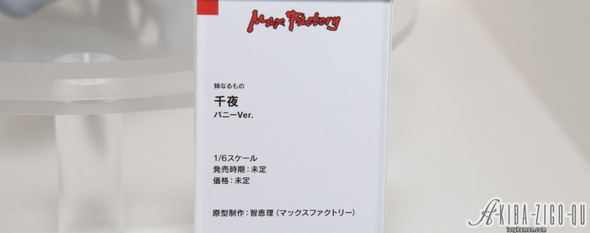 Max Factory
姉なるもの
千夜
バニーVer.
1/6スケール
発売時期：未定
価格：未定
原型制作：智恵理（マックスファクトリー）
AKIBA-ZIGO-QU